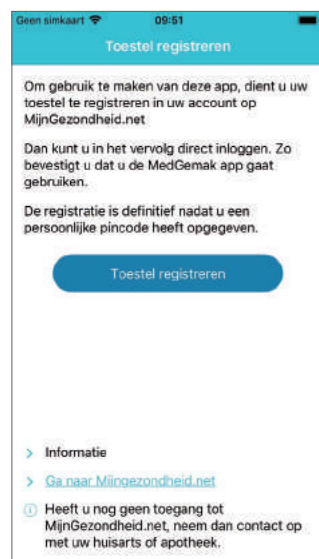 Geen simkaart 09:51
Toestel registreren
Om gebruik te maken van deze app, dient u uw
toestel te registreren in uw account op
MijnGezondheid.net
Dan kunt u in het vervolg direct inloggen. Zo
bevestigt u dat u de MedGemak app gaat
gebruiken.
De registratie is definitief nadat u een
persoonlijke pincode heeft opgegeven.
Toestel registreren
Informatie
Ga naar Mijngezondheid.net
Heeft u nog geen toegang tot
MijnGezondheid.net, neem dan contact op
met uw huisarts of apotheek.